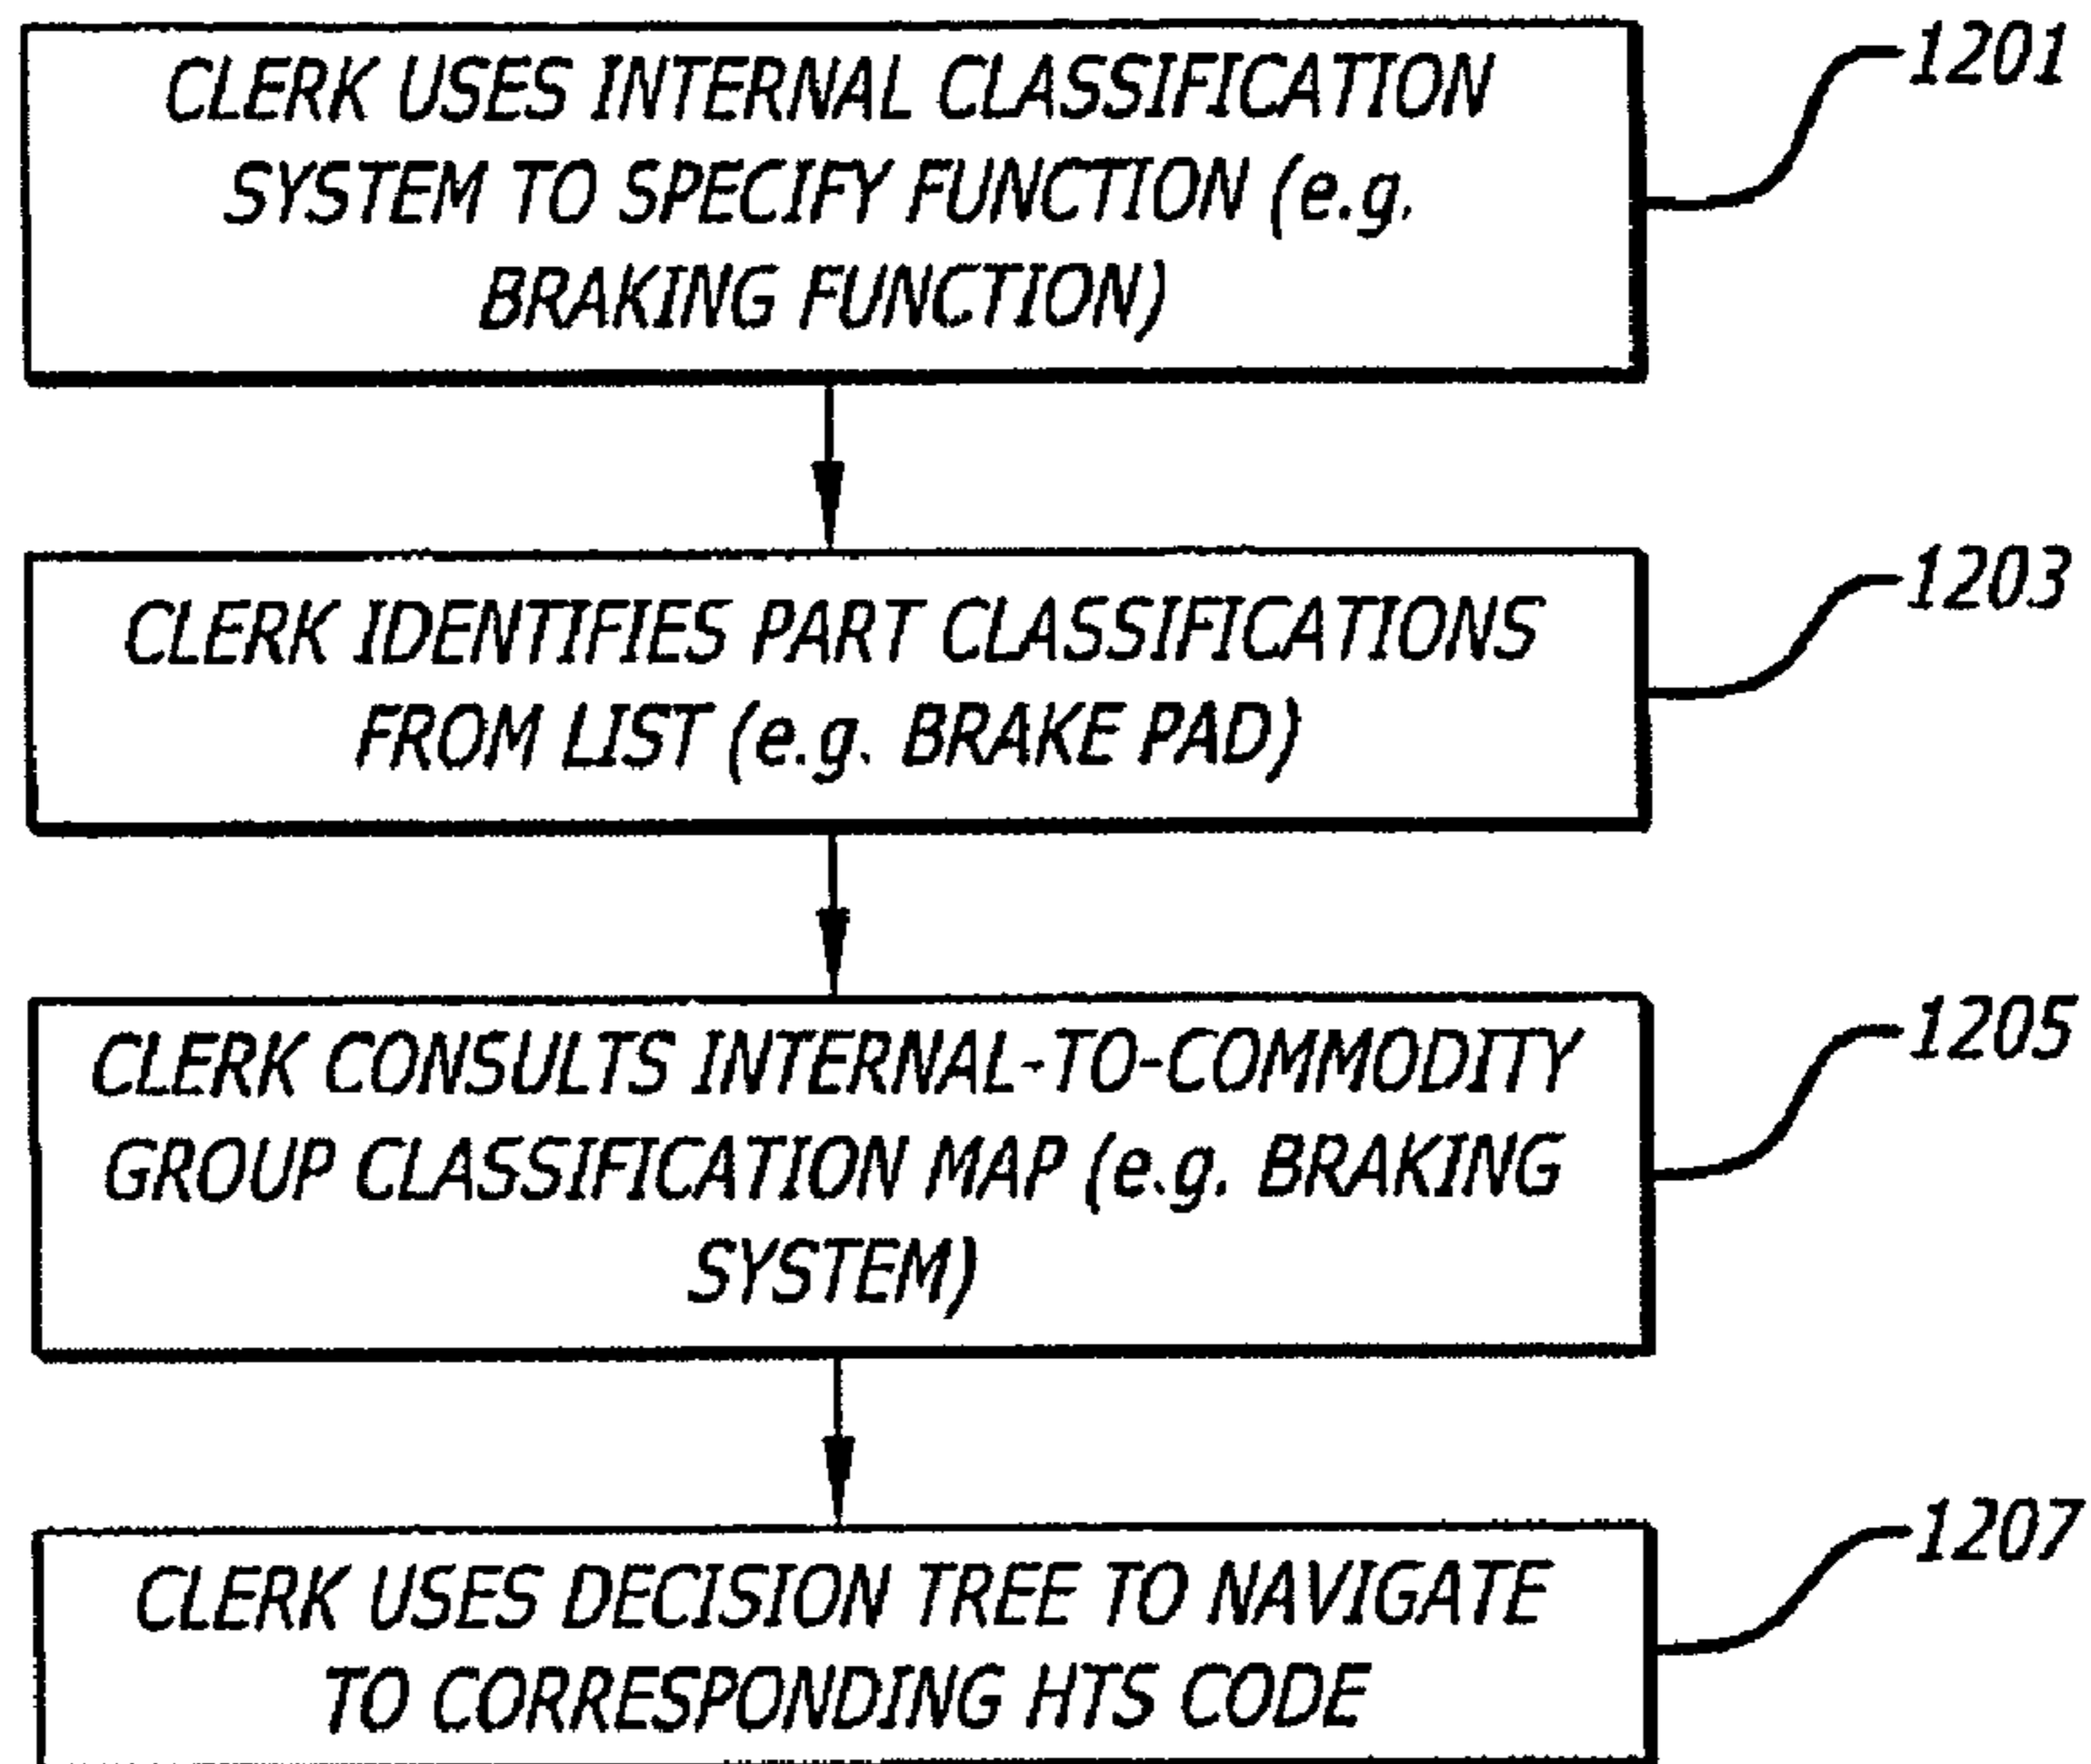 CLERK USES INTERNAL CLASSIFICATION
SYSTEM TO SPECIFY FUNCTION (e.g.
BRAKING FUNCTION)
1201
CLERK IDENTIFIES PART CLASSIFICATIONS
FROM LIST (e.g. BRAKE PAD)
1203
CLERK CONSULTS INTERNAL-TO-COMMODITY
GROUP CLASSIFICATION MAP (e.g. BRAKING
SYSTEM)
1205
CLERK USES DECISION TREE TO NAVIGATE
TO CORRESPONDING HTS CODE
1207